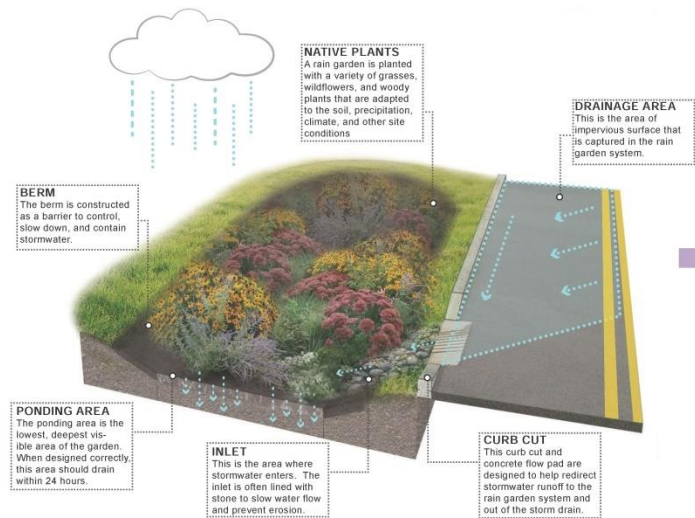 NATIVE PLANTS
A rain garden is planted
with a variety of grasses,
wildflowers, and woody
plants that are adapted
to the soil, precipitation,
climate, and other site
conditions
DRAINAGE AREA
This is the area of
impervious surface that
is captured in the rain
garden system.
BERM
The berm is constructed
as a barrier to control,
slow down, and contain
stormwater.
PONDING AREA
The ponding area is the
lowest, deepest vis-
ible area of the garden.
When designed correctly,
this area should drain
within 24 hours.
INLET
This is the area where
stormwater enters. The
inlet is often lined with
stone to slow water flow
and prevent erosion.
CURB CUT
This curb cut and
concrete flow pad are
designed to help redirect
stormwater runoff to the
rain garden system and
out of the storm drain.